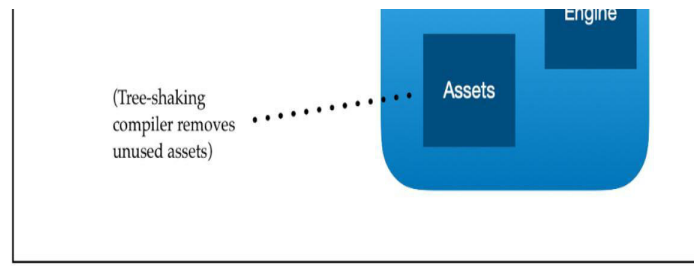 Engine
Assets
(Tree-shaking
compiler removes
unused assets)